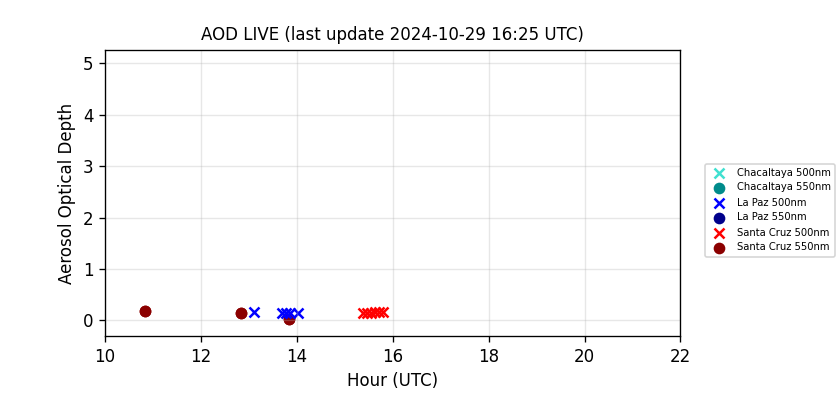 AOD LIVE (last update 2024-10-29 16:25 UTC)
Aerosol Optical Depth
5
4
3
2
1
0
10 12 14 16 18 20 22
Hour (UTC)
Chacaltaya 500nm
Chacaltaya 550nm
La Paz 500nm
La Paz 550nm
Santa Cruz 500nm
Santa Cruz 550nm